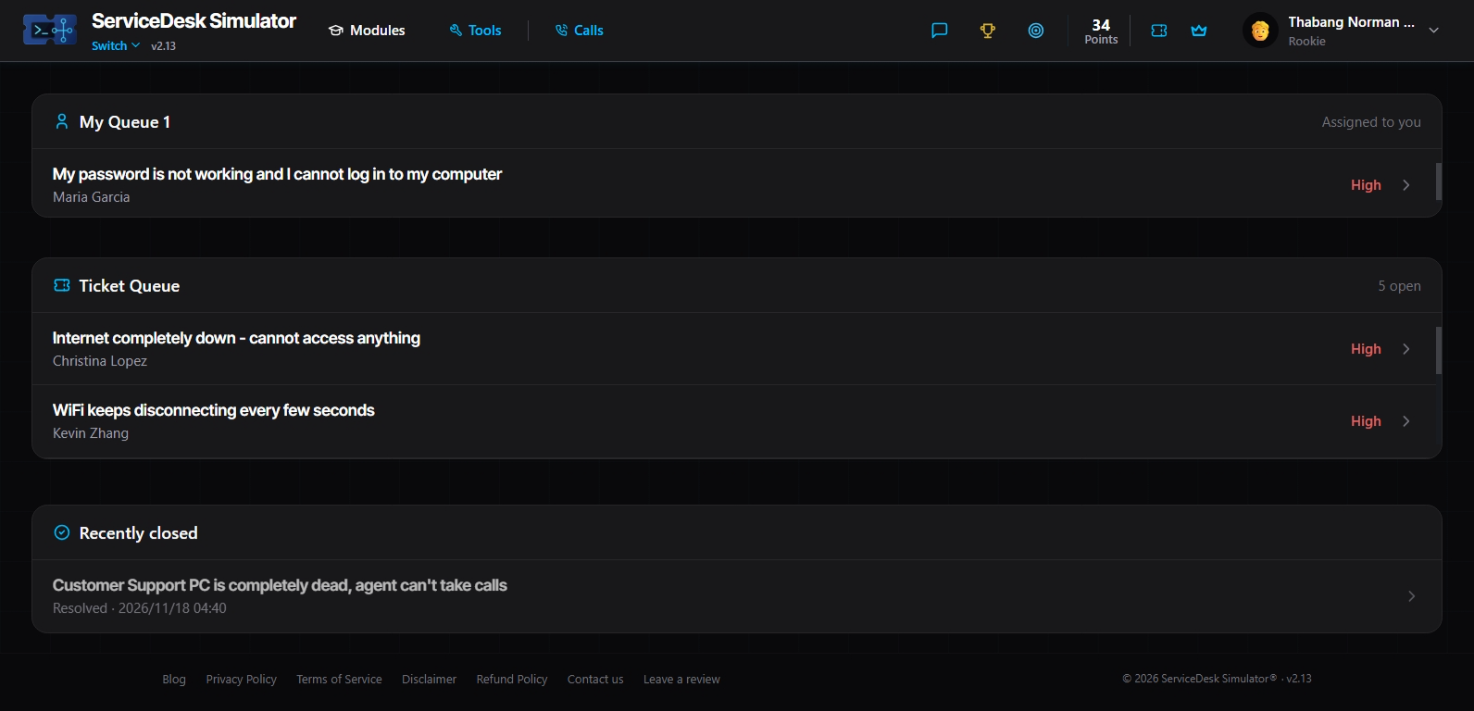 ServiceDesk Simulator
Switch v2.13
Modules
Tools
Calls
34
Points
Thabang Norman ...
Rookie
My Queue 1
Assigned to you
My password is not working and I cannot log in to my computer
Maria Garcia
High
Ticket Queue
5 open
Internet completely down - cannot access anything
Christina Lopez
High
WiFi keeps disconnecting every few seconds
Kevin Zhang
High
Recently closed
Customer Support PC is completely dead, agent can't take calls
Resolved · 2026/11/18 04:40
Blog Privacy Policy Terms of Service Disclaimer Refund Policy Contact us Leave a review
© 2026 ServiceDesk Simulator® · v2.13